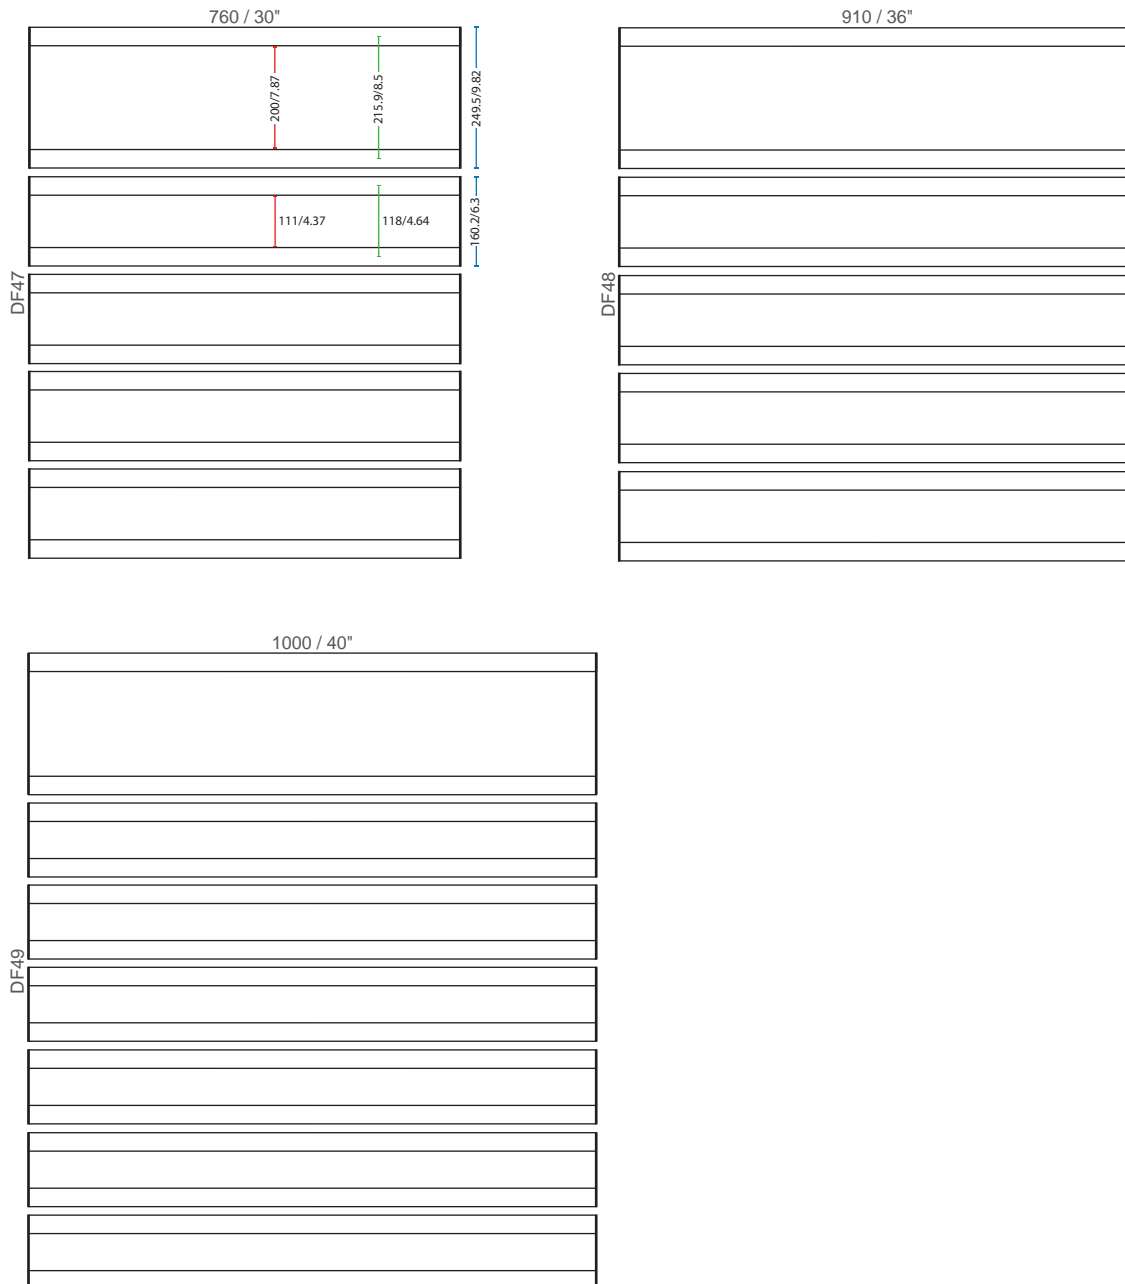 760 / 30"
910 / 36"
200/7.87
215.9/8.5
249.5/9.82
111/4.37
118/4.64
160.2/6.3
DF47
DF48
1000 / 40"
DF49